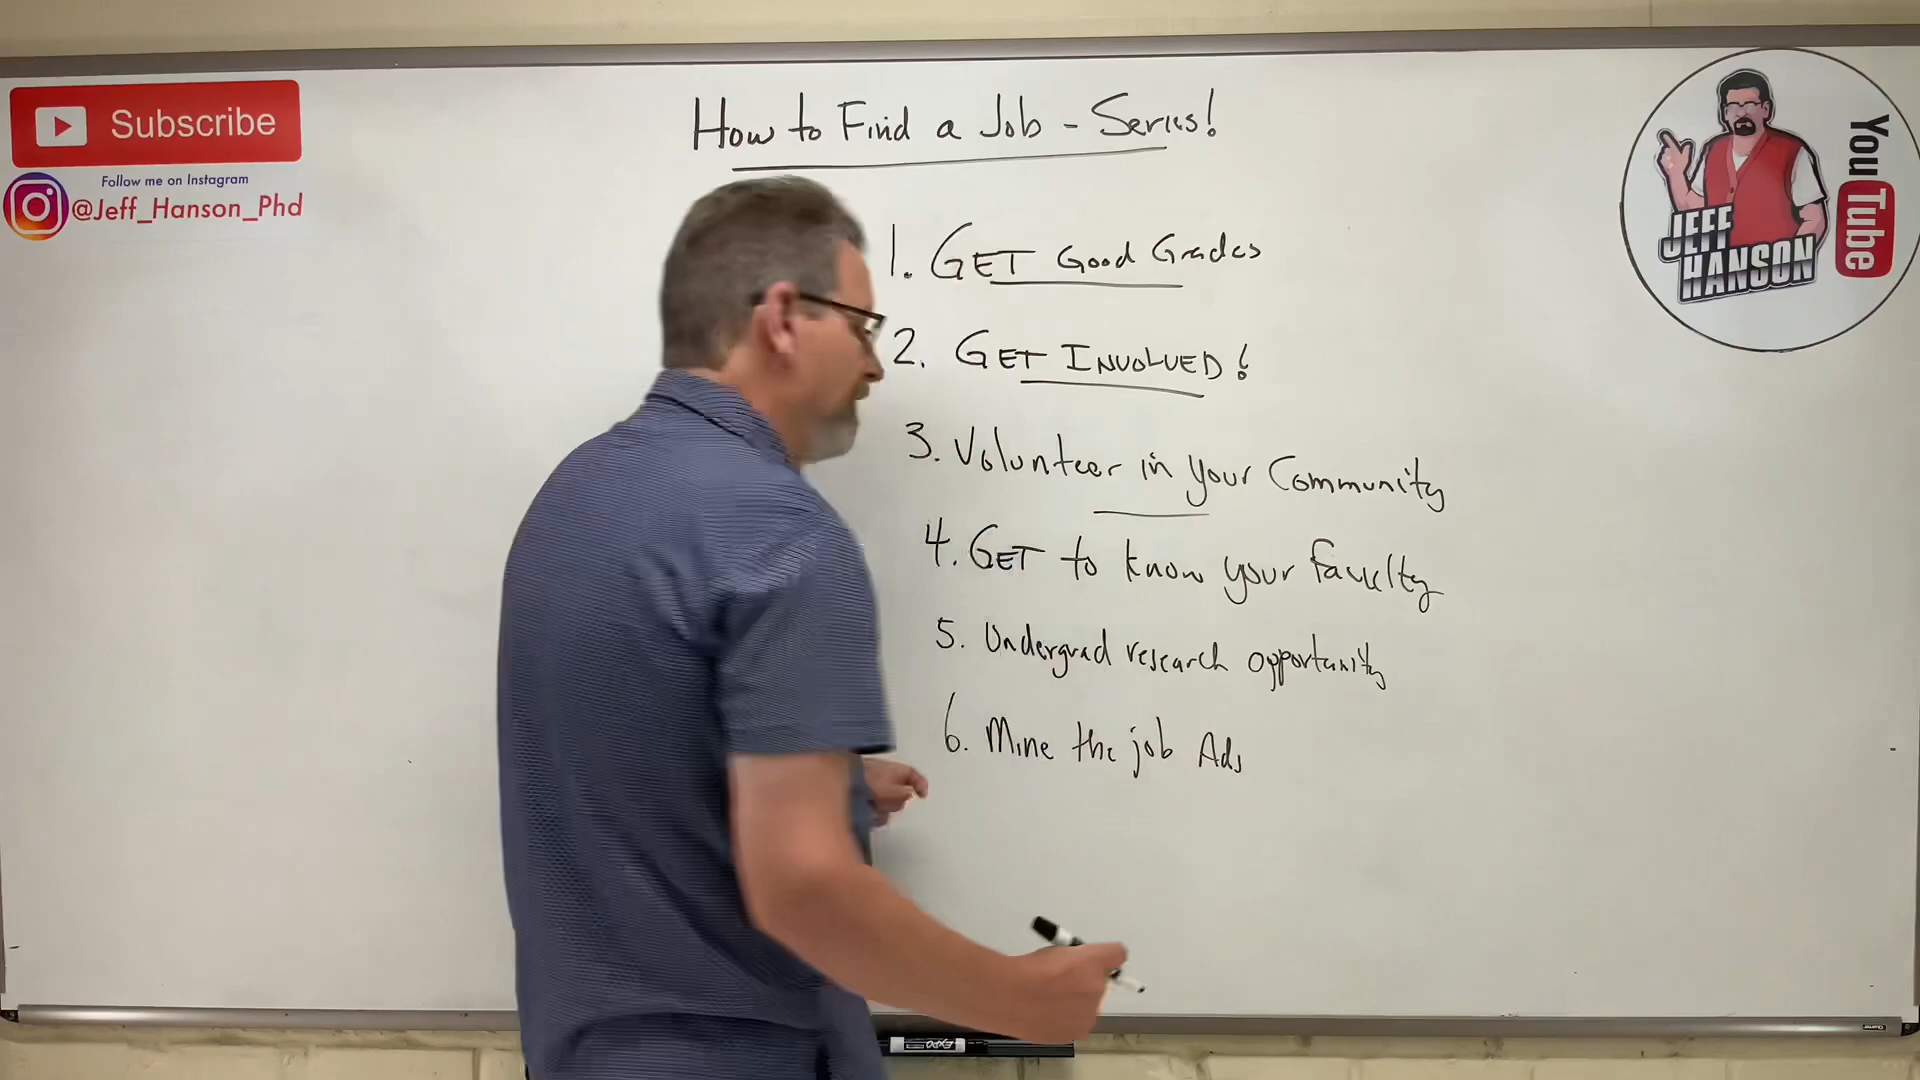 Subscribe
Follow me on Instagram
@Jeff_Hanson_Phd
How to Find a Job - Series!
1. GET Good Grades
2. GET INVOLVED!
3. Volunteer in your Community
4. GET to know your faculty
5. Undergrad research opportunity
6. Mine the job Ads
JEFF
HANSON
YouTube
EXPO